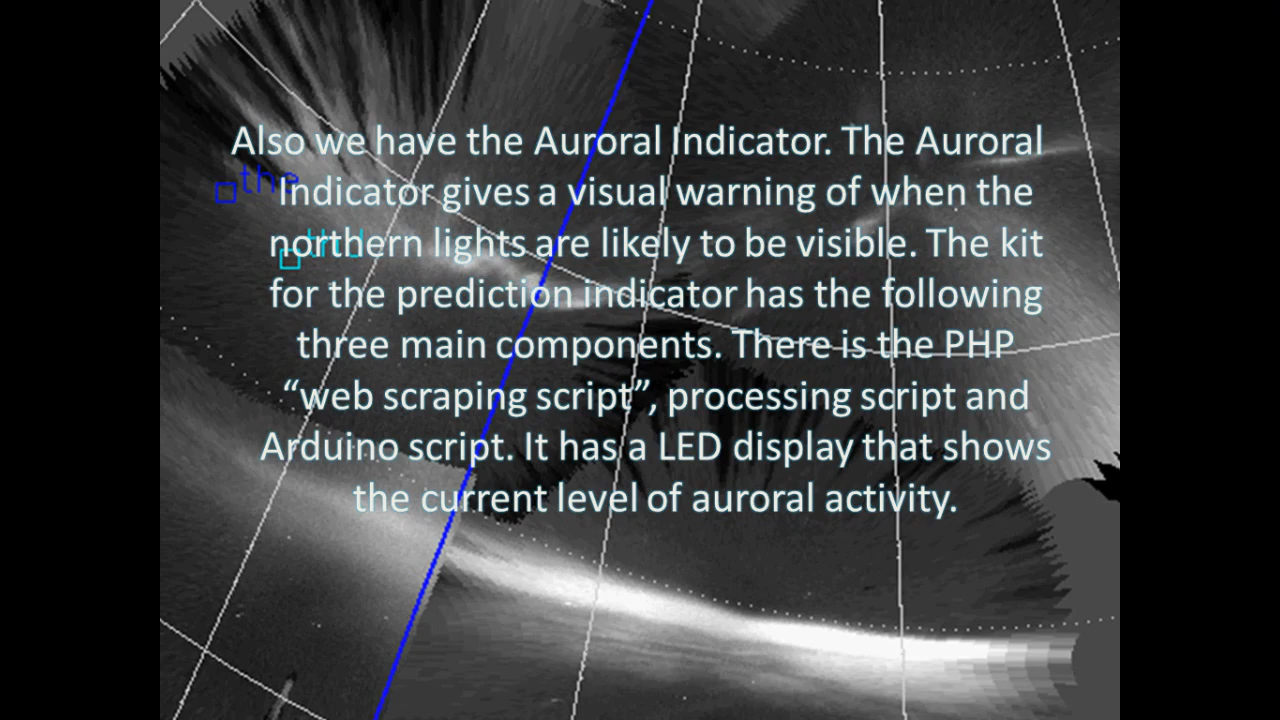 Also we have the Auroral Indicator. The Auroral
Indicator gives a visual warning of when the
northern lights are likely to be visible. The kit
for the prediction indicator has the following
three main components. There is the PHP
“web scraping script”, processing script and
Arduino script. It has a LED display that shows
the current level of auroral activity.
the